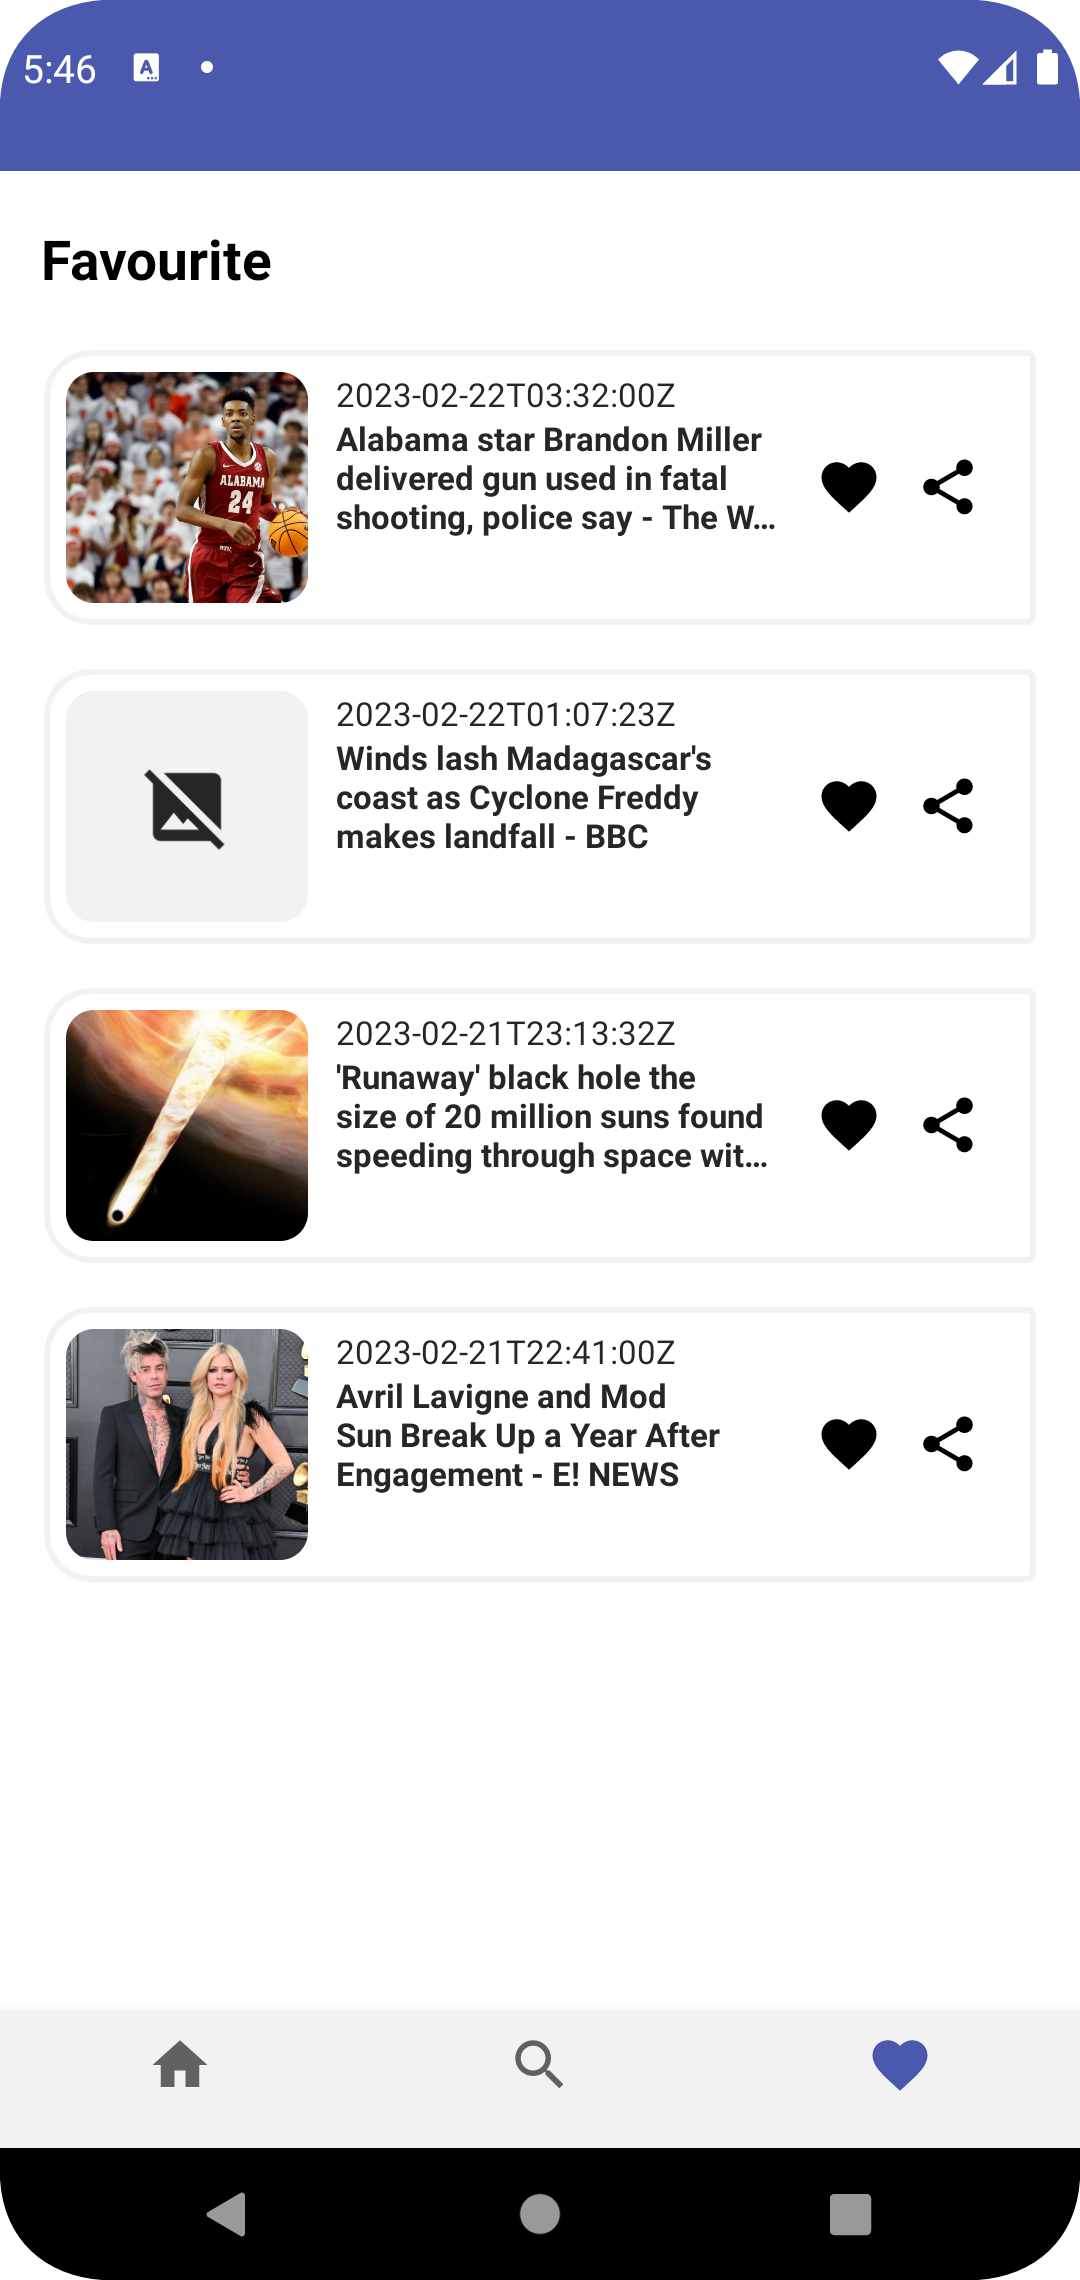 5:46
A
Favourite
2023-02-22T03:32:00Z
Alabama star Brandon Miller
delivered gun used in fatal
shooting, police say - The W...
ALABAMA
24
2023-02-22T01:07:23Z
Winds lash Madagascar's
coast as Cyclone Freddy
makes landfall - BBC
2023-02-21T23:13:32Z
'Runaway' black hole the
size of 20 million suns found
speeding through space wit...
2023-02-21T22:41:00Z
Avril Lavigne and Mod
Sun Break Up a Year After
Engagement - E! NEWS